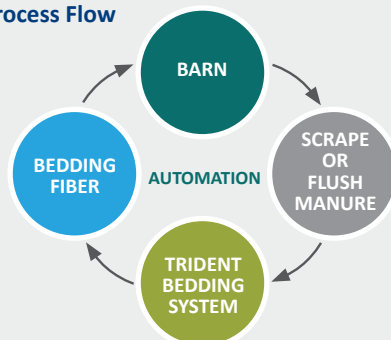 rocess Flow
BARN
SCRAPE
OR
FLUSH
MANURE
BEDDING
FIBER
AUTOMATION
TRIDENT
BEDDING
SYSTEM